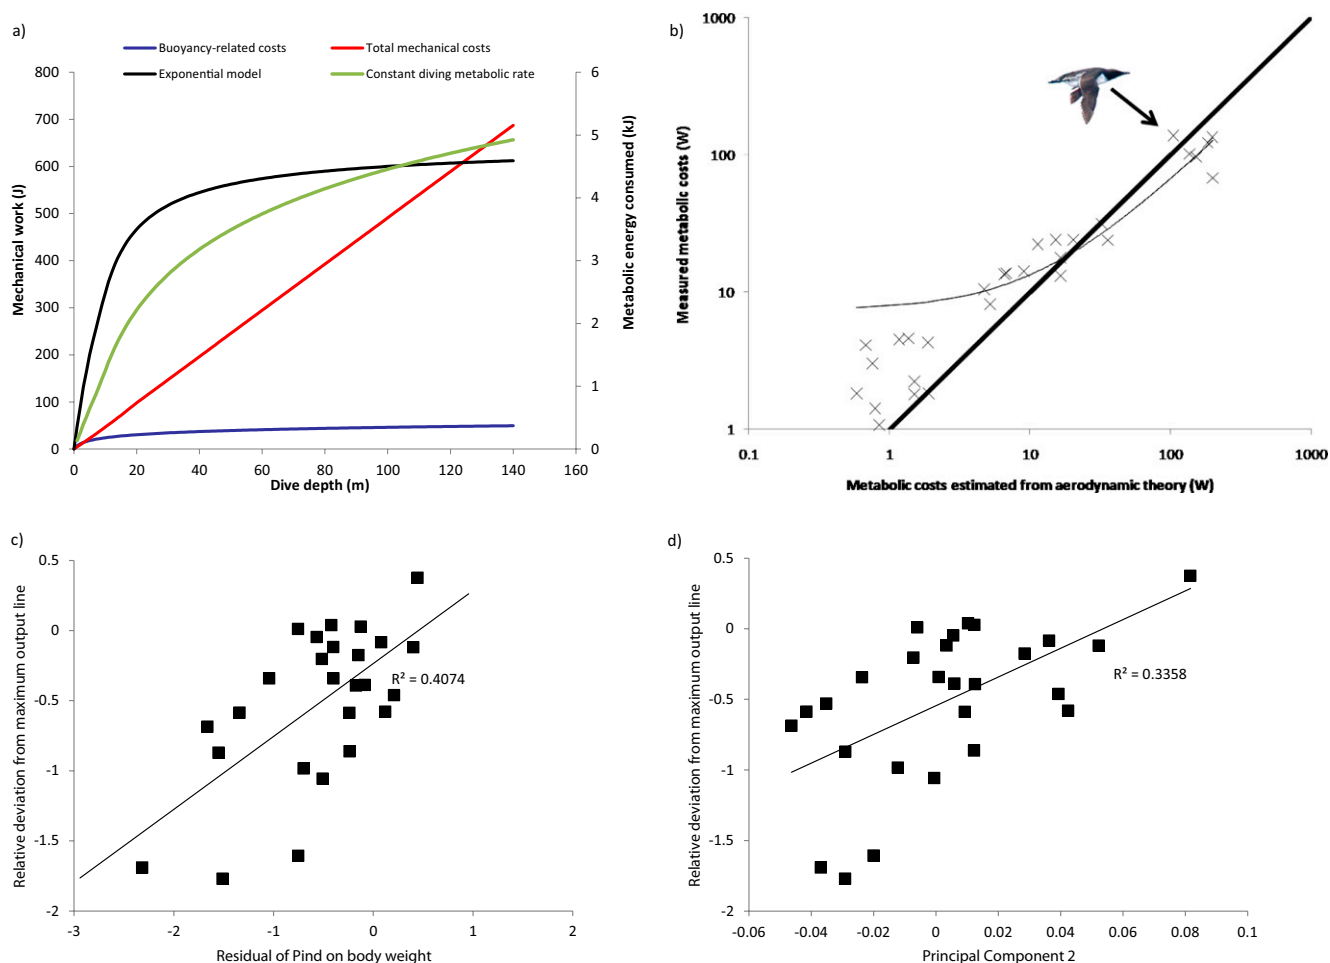 a)
Buoyancy-related costs
Total mechanical costs
Exponential model
Constant diving metabolic rate
800
700
600
500
400
300
200
100
0
Mechanical work (J)
6
5
4
3
2
1
0
Metabolic energy consumed (kJ)
0 20 40 60 80 100 120 140 160
Dive depth (m)
b)
1000
100
10
1
Measured metabolic costs (W)
0.1 1 10 100 1000
Metabolic costs estimated from aerodynamic theory (W)
c)
0.5
0
-0.5
-1
-1.5
-2
Relative deviation from maximum output line
R² = 0.4074
-3 -2 -1 0 1 2
Residual of Pind on body weight
d)
0.5
0
-0.5
-1
-1.5
-2
Relative deviation from maximum output line
R² = 0.3358
-0.06 -0.04 -0.02 0 0.02 0.04 0.06 0.08 0.1
Principal Component 2